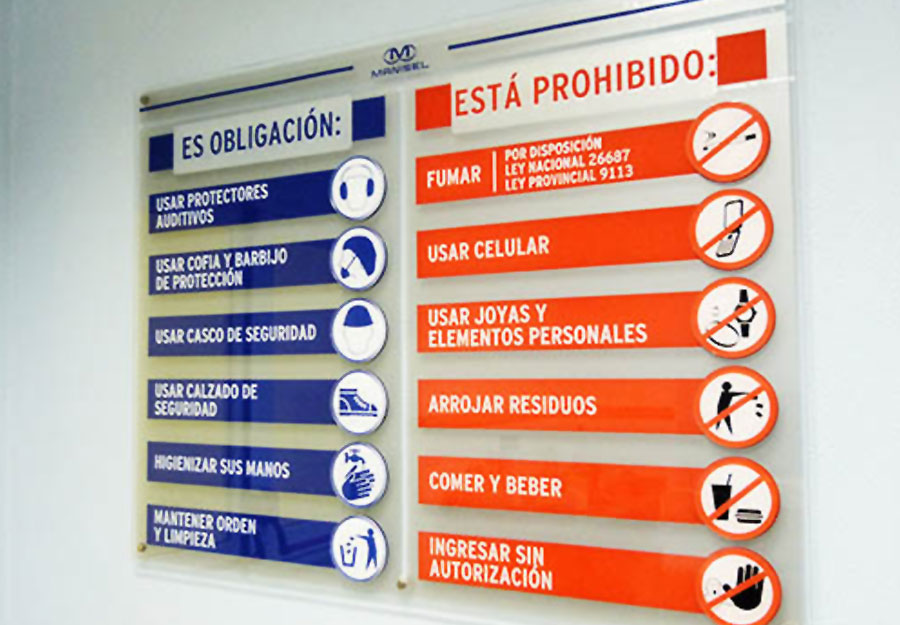 MANISEL
ES OBLIGACIÓN:
USAR PROTECTORES
AUDITIVOS
USAR COFIA Y BARBIJO
DE PROTECCIÓN
USAR CASCO DE SEGURIDAD
USAR CALZADO DE
SEGURIDAD
HIGIENIZAR SUS MANOS
MANTENER ORDEN
Y LIMPIEZA
ESTÁ PROHIBIDO:
FUMAR
POR DISPOSICIÓN
LEY NACIONAL 26687
LEY PROVINCIAL 9113
USAR CELULAR
USAR JOYAS Y
ELEMENTOS PERSONALES
ARROJAR RESIDUOS
COMER Y BEBER
INGRESAR SIN
AUTORIZACIÓN